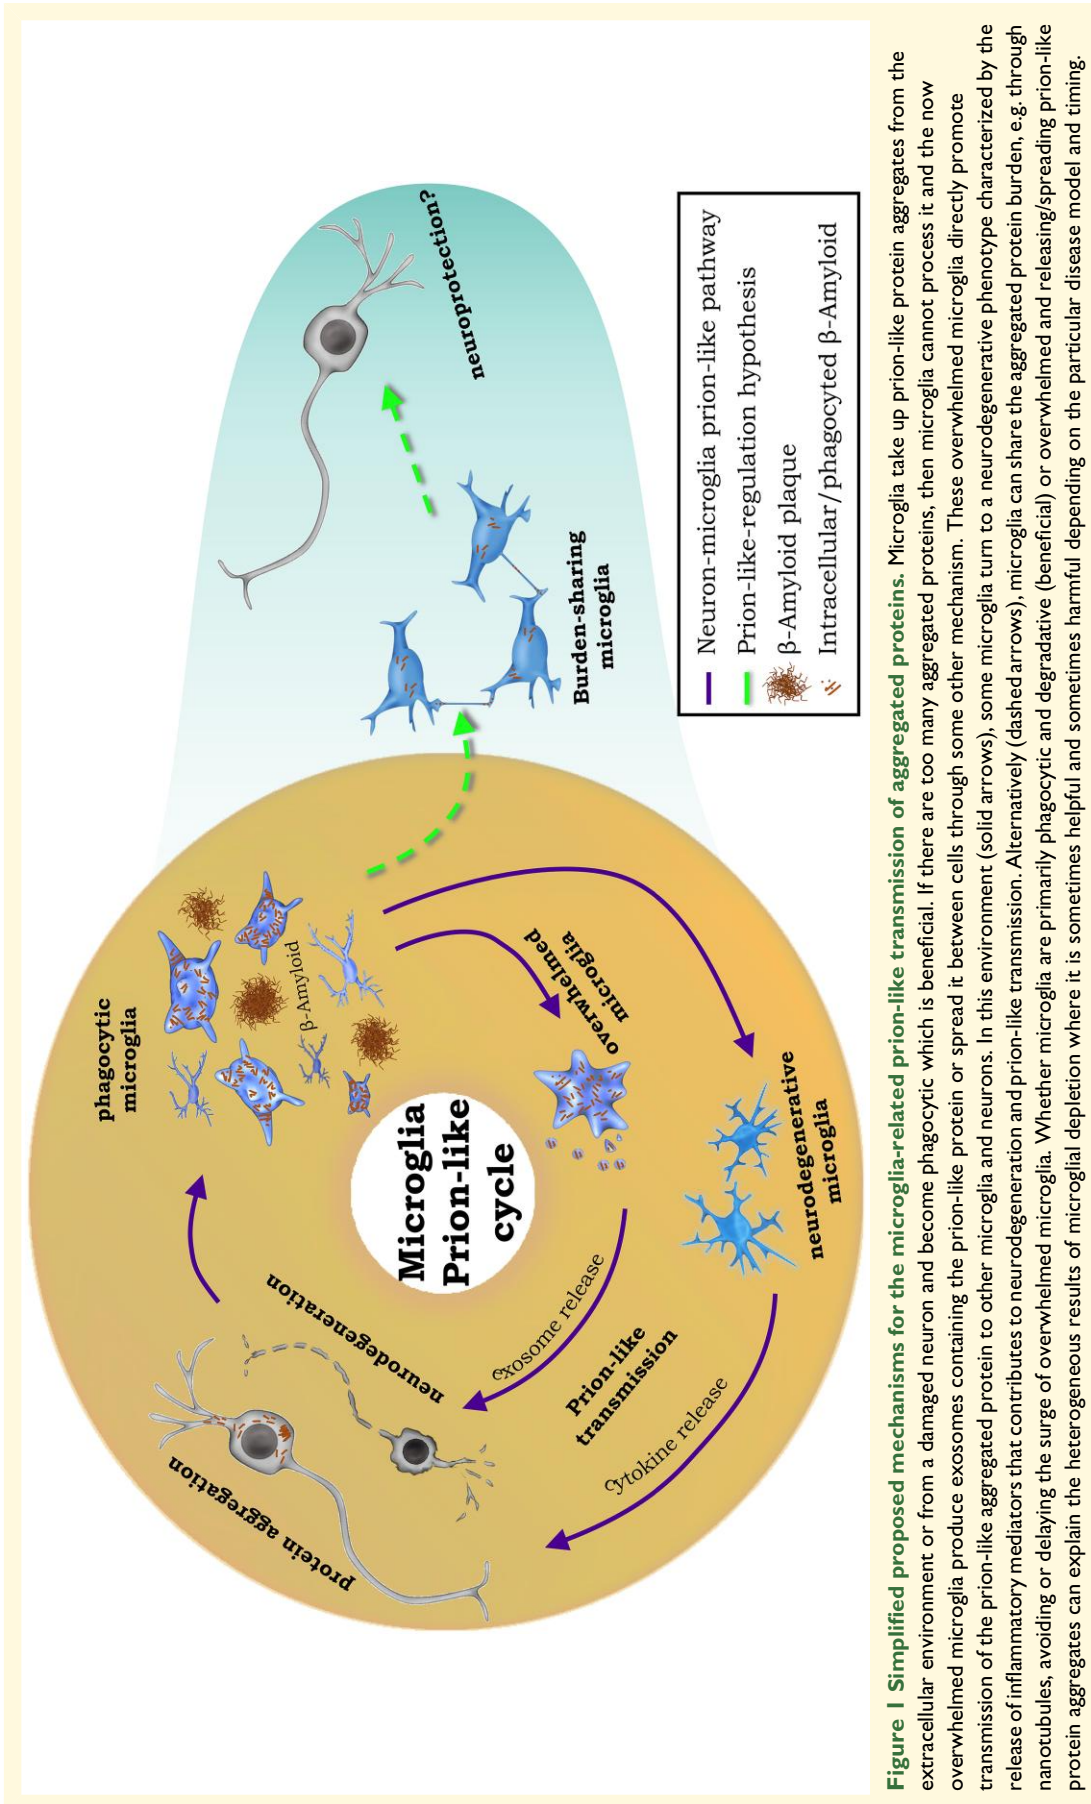 phagocytic
microglia
β-Amyloid
overwhelmed
microglia
neurodegenerative
microglia
Microglia
Prion-like
cycle
protein aggregation
neurodegeneration
exosome release
Prion-like
transmission
Cytokine release
Burden-sharing
microglia
neuroprotection?
Neuron-microglia prion-like pathway
Prion-like-regulation hypothesis
β-Amyloid plaque
Intracellular/phagocyted β-Amyloid
Figure 1 Simplified proposed mechanisms for the microglia-related prion-like transmission of aggregated proteins. Microglia take up prion-like protein aggregates from the
extracellular environment or from a damaged neuron and become phagocytic which is beneficial. If there are too many aggregated proteins, then microglia cannot process it and the now
overwhelmed microglia produce exosomes containing the prion-like protein or spread it between cells through some other mechanism. These overwhelmed microglia directly promote
transmission of the prion-like aggregated protein to other microglia and neurons. In this environment (solid arrows), some microglia turn to a neurodegenerative phenotype characterized by the
release of inflammatory mediators that contributes to neurodegeneration and prion-like transmission. Alternatively (dashed arrows), microglia can share the aggregated protein burden, e.g. through
nanotubules, avoiding or delaying the surge of overwhelmed microglia. Whether microglia are primarily phagocytic and degradative (beneficial) or overwhelmed and releasing/spreading prion-like
protein aggregates can explain the heterogeneous results of microglial depletion where it is sometimes helpful and sometimes harmful depending on the particular disease model and timing.